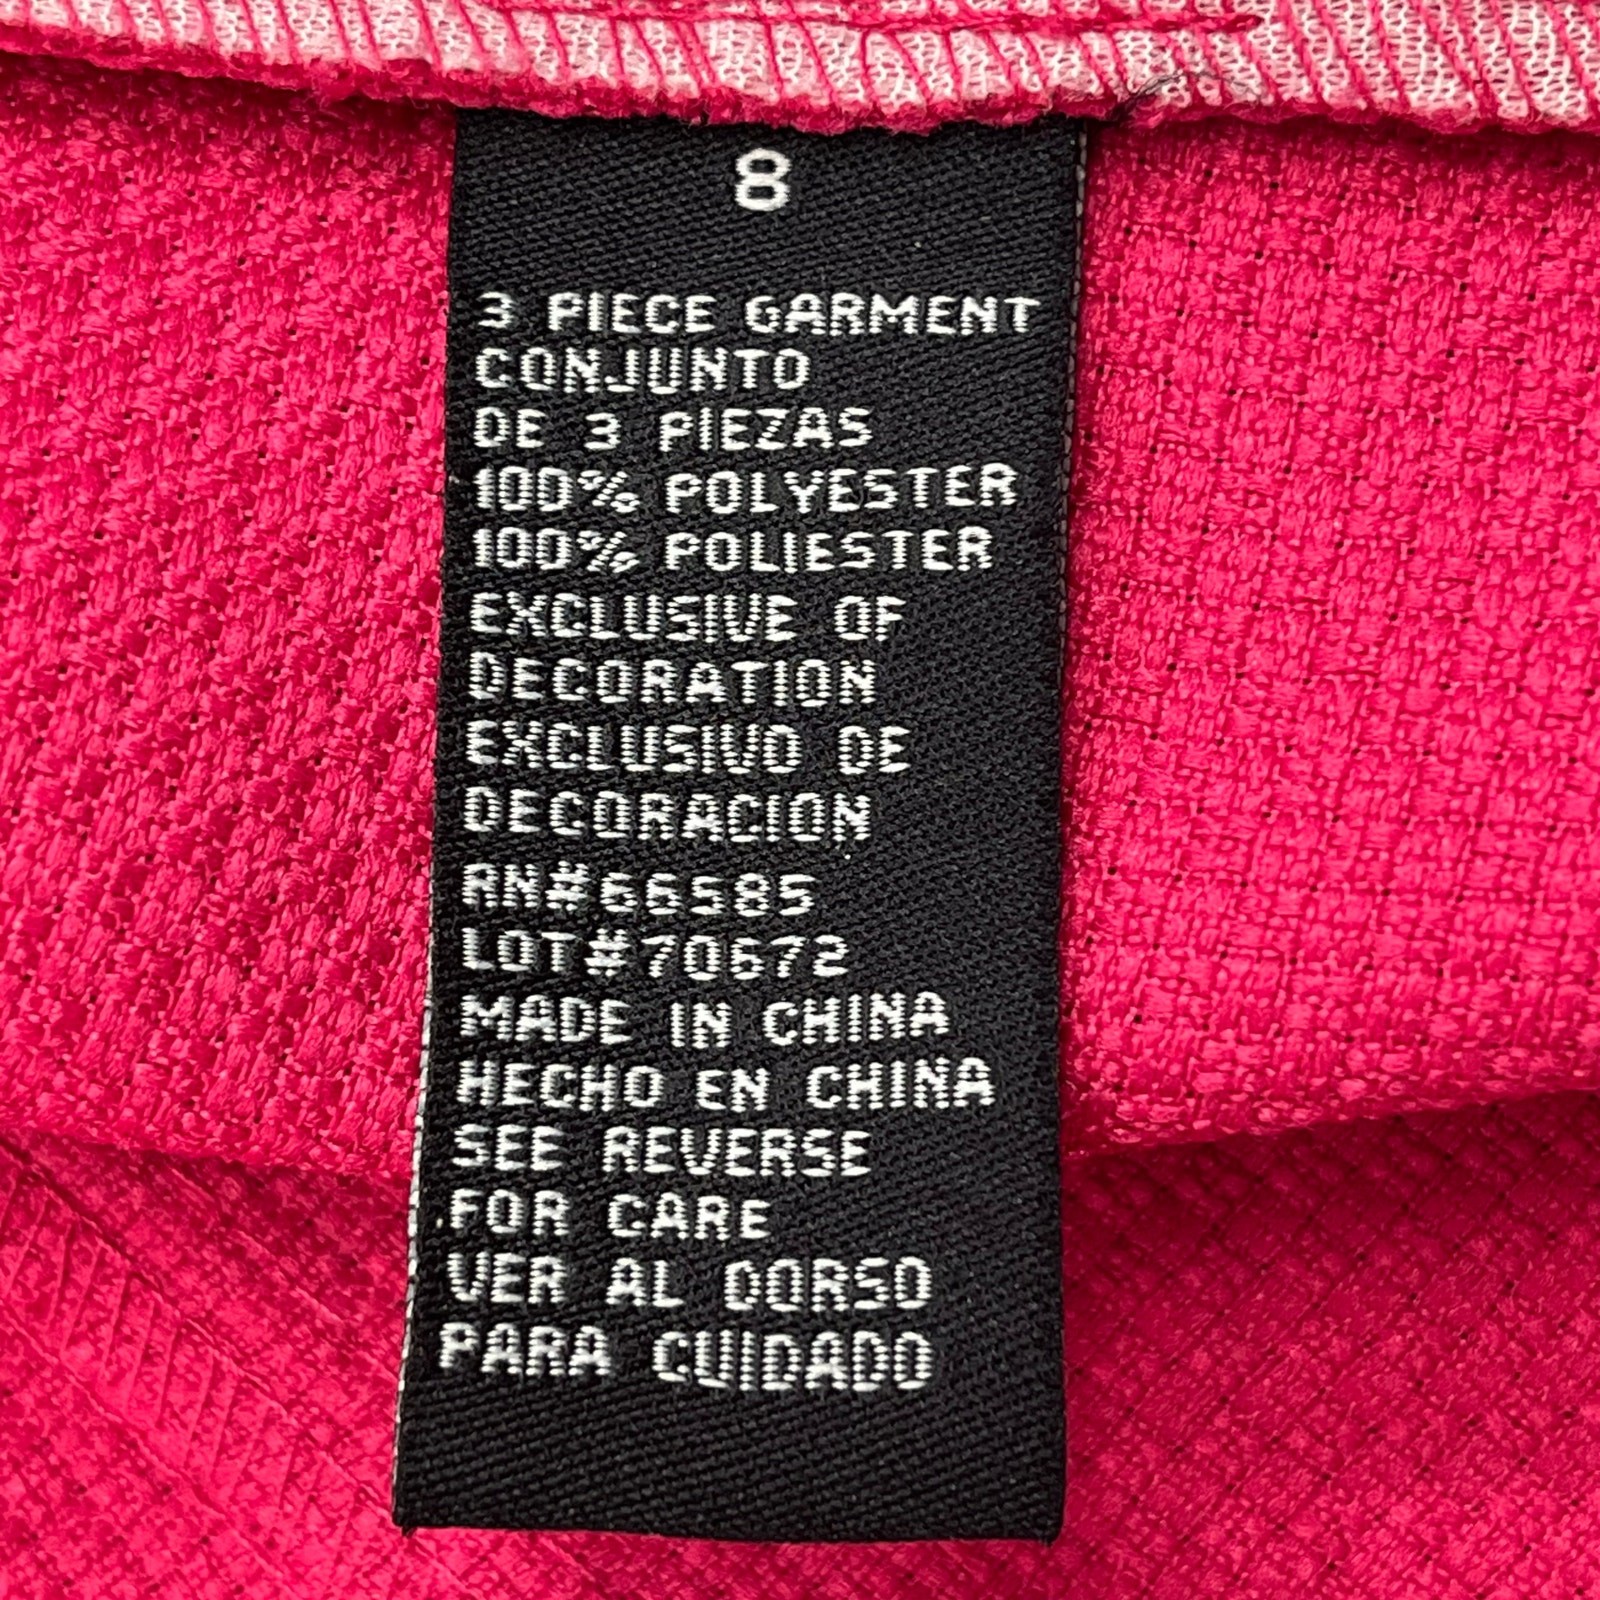 8
3 PIECE GARMENT
CONJUNTO
DE 3 PIEZAS
100% POLYESTER
100% POLIESTER
EXCLUSIVE OF
DECORATION
EXCLUSIVO DE
DECORACION
RN#66585
LOT#70672
MADE IN CHINA
HECHO EN CHINA
SEE REVERSE
FOR CARE
VER AL DORSO
PARA CUIDADO